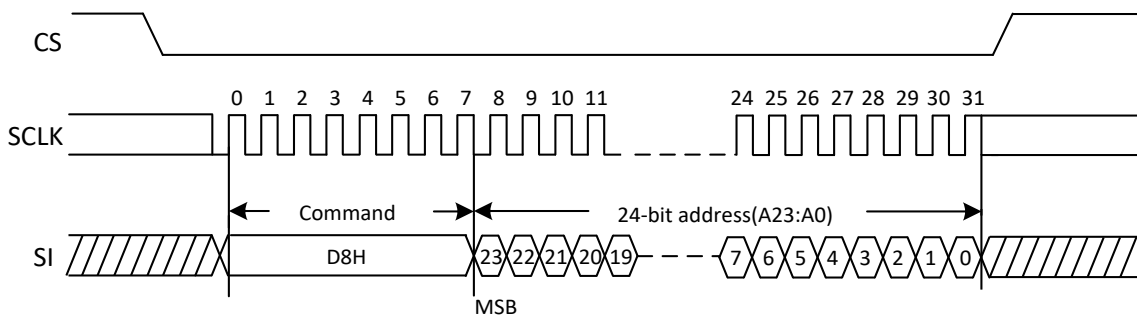 CS
0 1 2 3 4 5 6 7 8 9 10 11 24 25 26 27 28 29 30 31
SCLK
Command 24-bit address(A23:A0)
SI D8H 23 22 21 20 19 7 6 5 4 3 2 1 0
MSB